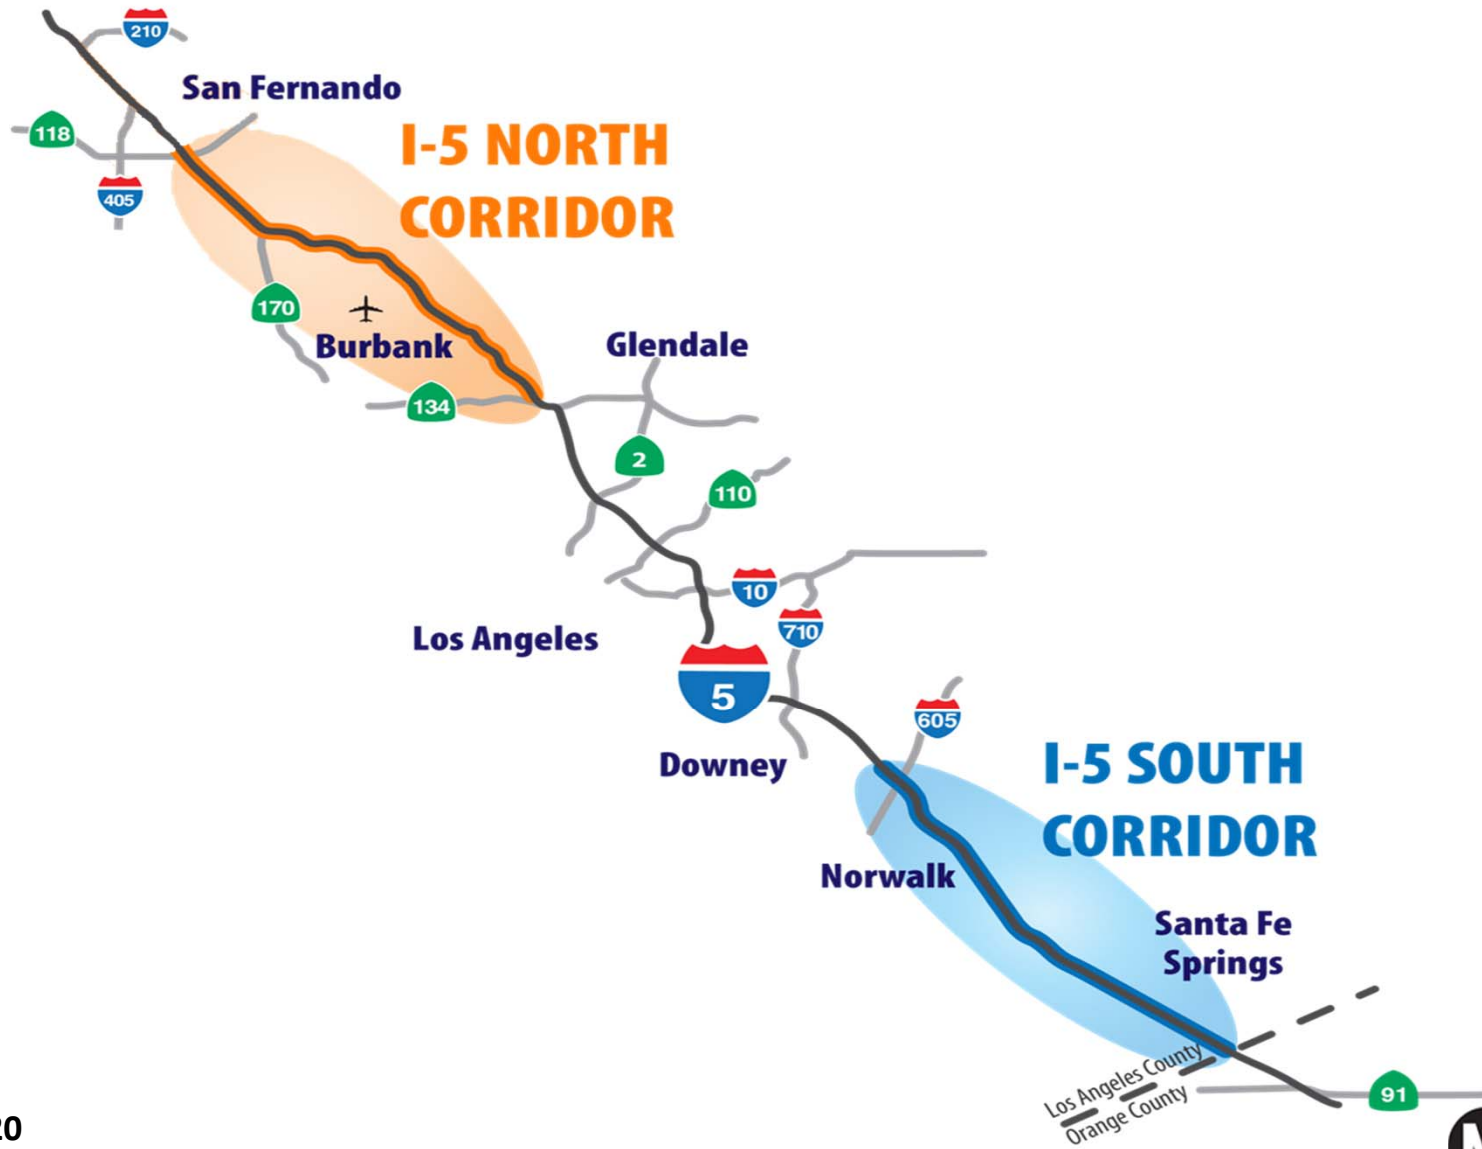 210
San Fernando
118
I-5 NORTH
CORRIDOR
405
170
Burbank
Glendale
134
2
110
10
Los Angeles
710
5
605
Downey
I-5 SOUTH
CORRIDOR
Norwalk
Santa Fe
Springs
Los Angeles County
Orange County
91